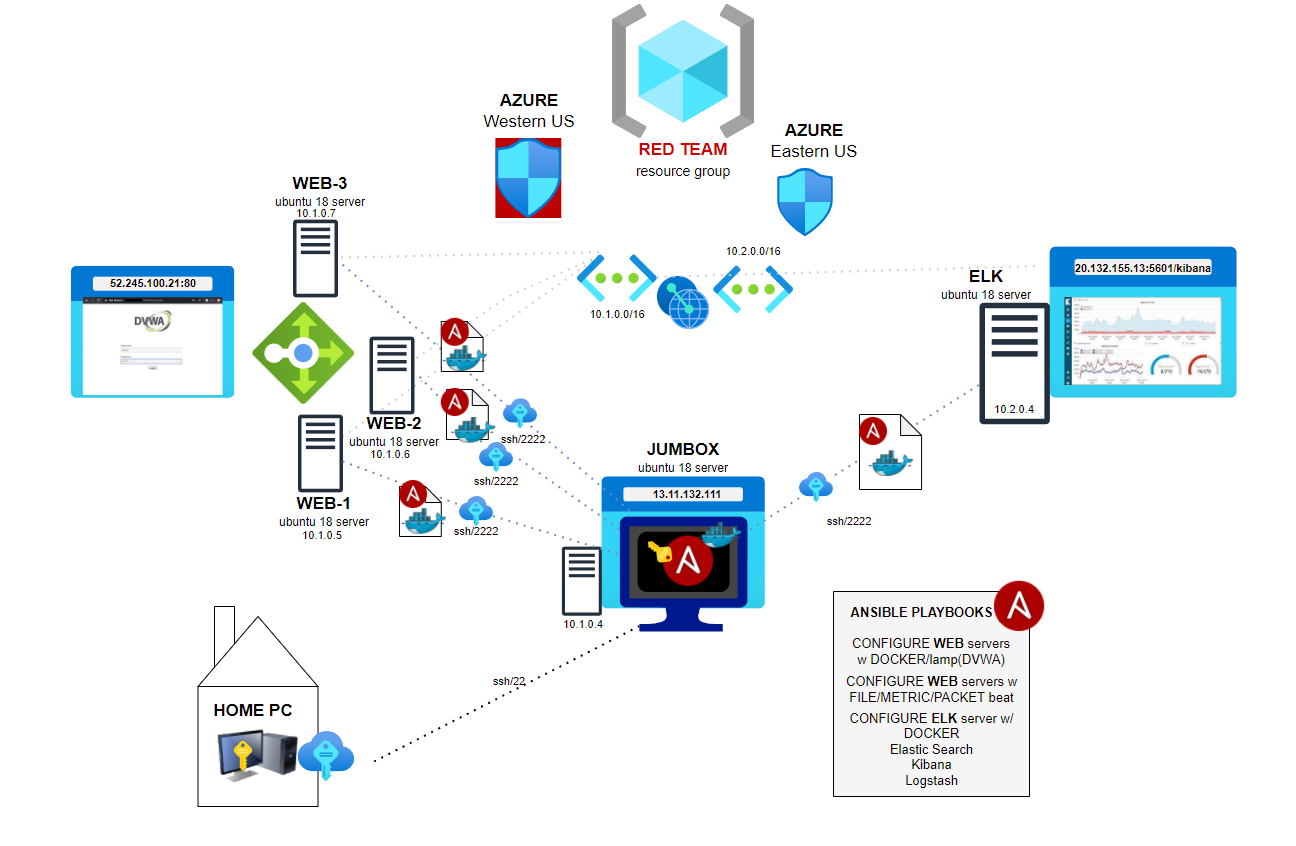 AZURE
Western US
RED TEAM
resource group
AZURE
Eastern US
WEB-3
ubuntu 18 server
10.1.0.7
52.245.100.21:80
DVWA
10.2.0.0/16
10.1.0.0/16
ELK
ubuntu 18 server
20.132.155.13:5601/kibana
10.2.0.4
WEB-2
ubuntu 18 server
10.1.0.6
WEB-1
ubuntu 18 server
10.1.0.5
ssh/2222
ssh/2222
ssh/2222
JUMBOX
ubuntu 18 server
13.11.132.111
10.1.0.4
ssh/2222
ssh/22
HOME PC
ANSIBLE PLAYBOOKS
CONFIGURE WEB servers
w DOCKER/lamp(DVWA)
CONFIGURE WEB servers w
FILE/METRIC/PACKET beat
CONFIGURE ELK server w/
DOCKER
Elastic Search
Kibana
Logstash